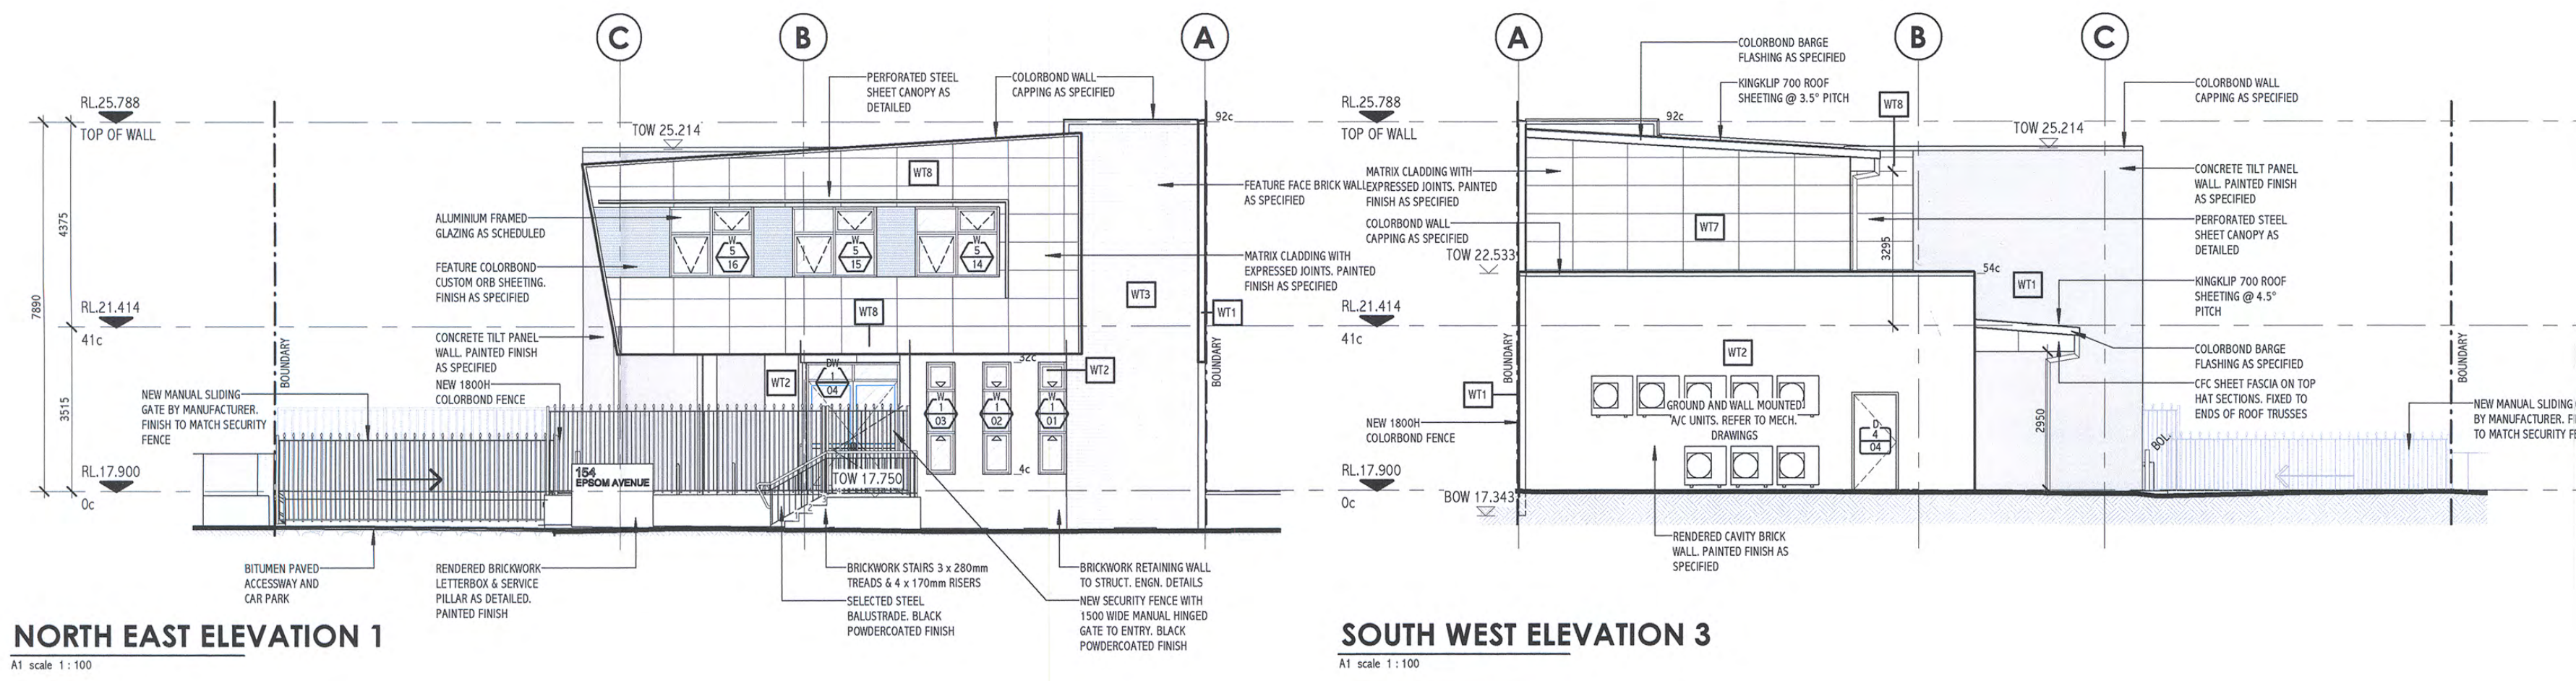 C
B
A
PERFORATED STEEL
SHEET CANOPY AS
DETAILED
COLORBOND WALL
CAPPING AS SPECIFIED
RL.25.788
TOP OF WALL
TOW 25.214
92c
WT8
ALUMINIUM FRAMED
GLAZING AS SCHEDULED
FEATURE COLORBOND
CUSTOM ORB SHEETING.
FINISH AS SPECIFIED
W
5
16
W
5
15
W
5
14
FEATURE FACE BRICK WALL
AS SPECIFIED
MATRIX CLADDING WITH
EXPRESSED JOINTS. PAINTED
FINISH AS SPECIFIED
4375
7890
3515
WT3
WT1
WT8
RL.21.414
41c
CONCRETE TILT PANEL
WALL. PAINTED FINISH
AS SPECIFIED
NEW 1800H
COLORBOND FENCE
BOUNDARY
BOUNDARY
NEW MANUAL SLIDING
GATE BY MANUFACTURER.
FINISH TO MATCH SECURITY
FENCE
WT2
DW
1
04
32c
WT2
W
1
03
W
1
02
W
1
01
4c
RL.17.900
0c
154
EPSOM AVENUE
TOW 17.750
BITUMEN PAVED
ACCESSWAY AND
CAR PARK
RENDERED BRICKWORK
LETTERBOX & SERVICE
PILLAR AS DETAILED.
PAINTED FINISH
BRICKWORK STAIRS 3 x 280mm
TREADS & 4 x 170mm RISERS
SELECTED STEEL
BALUSTRADE. BLACK
POWDERCOATED FINISH
BRICKWORK RETAINING WALL
TO STRUCT. ENGN. DETAILS
NEW SECURITY FENCE WITH
1500 WIDE MANUAL HINGED
GATE TO ENTRY. BLACK
POWDERCOATED FINISH
NORTH EAST ELEVATION 1
A1 scale 1 : 100
A
B
C
COLORBOND BARGE
FLASHING AS SPECIFIED
KINGKLIP 700 ROOF
SHEETING @ 3.5° PITCH
WT8
COLORBOND WALL
CAPPING AS SPECIFIED
RL.25.788
TOP OF WALL
92c
TOW 25.214
MATRIX CLADDING WITH
EXPRESSED JOINTS. PAINTED
FINISH AS SPECIFIED
COLORBOND WALL
CAPPING AS SPECIFIED
TOW 22.533
WT7
3295
54c
CONCRETE TILT PANEL
WALL. PAINTED FINISH
AS SPECIFIED
PERFORATED STEEL
SHEET CANOPY AS
DETAILED
WT1
KINGKLIP 700 ROOF
SHEETING @ 4.5°
PITCH
RL.21.414
41c
BOUNDARY
WT2
COLORBOND BARGE
FLASHING AS SPECIFIED
CFC SHEET FASCIA ON TOP
HAT SECTIONS. FIXED TO
ENDS OF ROOF TRUSSES
BOUNDARY
WT1
NEW 1800H
COLORBOND FENCE
GROUND AND WALL MOUNTED
A/C UNITS. REFER TO MECH.
DRAWINGS
D
4
04
2950
BOL.
NEW MANUAL SLIDING
BY MANUFACTURER. F
TO MATCH SECURITY F
RL.17.900
0c
BOW 17.343
RENDERED CAVITY BRICK
WALL. PAINTED FINISH AS
SPECIFIED
SOUTH WEST ELEVATION 3
A1 scale 1 : 100